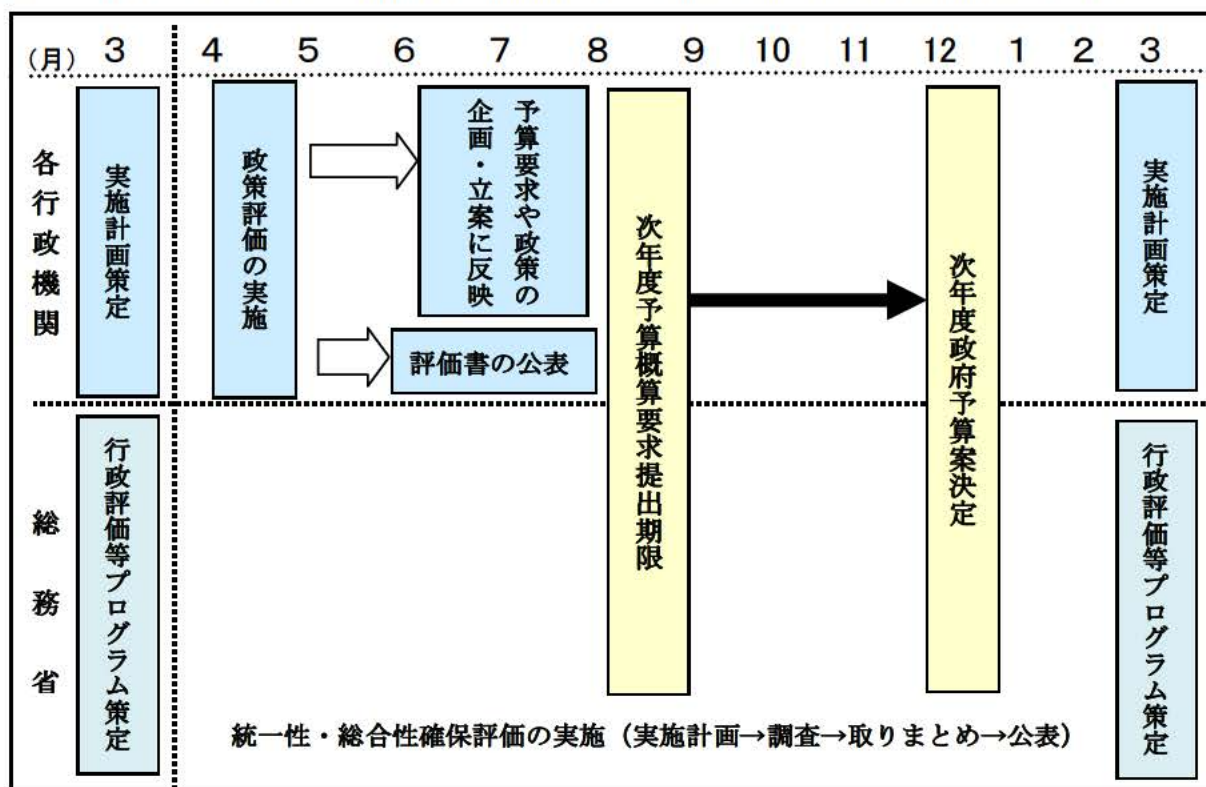 (月) 3 4 5 6 7 8 9 10 11 12 1 2 3
各行政機関
実施計画策定
政策評価の実施
予算要求や政策の
企画・立案に反映
評価書の公表
次年度予算概算要求提出期限
次年度政府予算案決定
実施計画策定
総務省
行政評価等プログラム策定
統一性・総合性確保評価の実施（実施計画→調査→取りまとめ→公表）
行政評価等プログラム策定